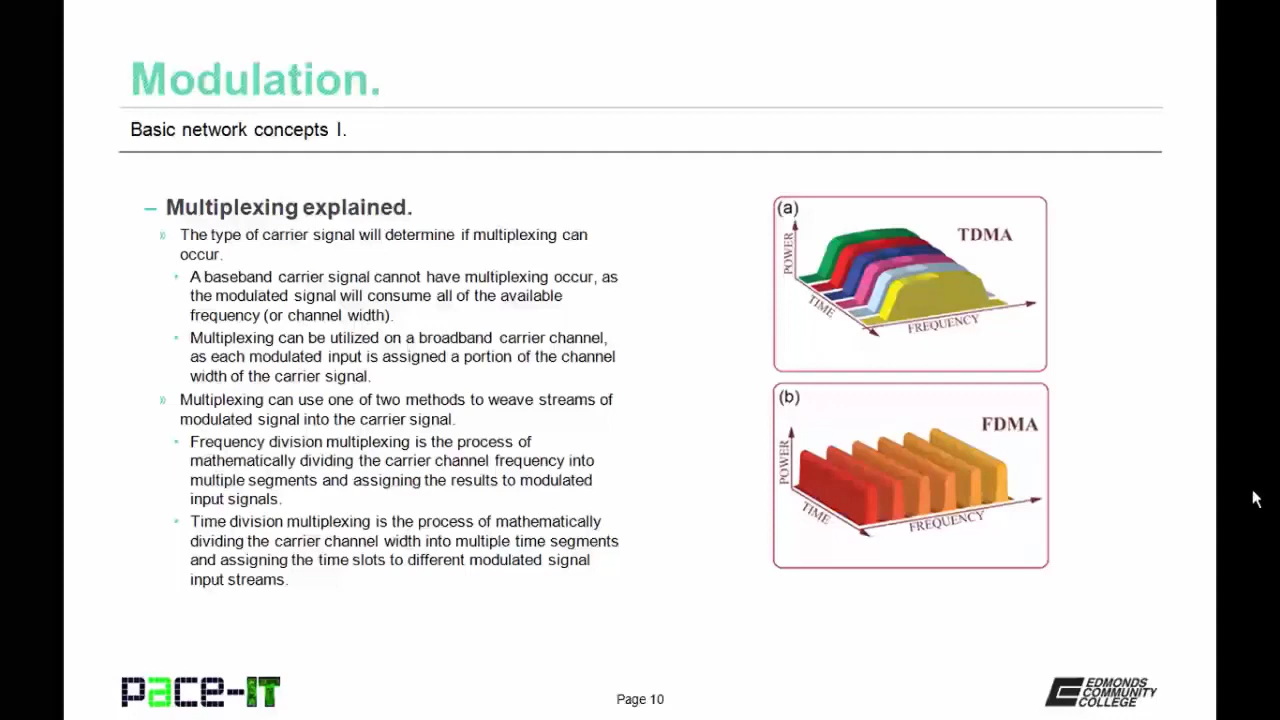 Modulation.
Basic network concepts I.
– Multiplexing explained.
» The type of carrier signal will determine if multiplexing can
occur.
• A baseband carrier signal cannot have multiplexing occur, as
the modulated signal will consume all of the available
frequency (or channel width).
• Multiplexing can be utilized on a broadband carrier channel,
as each modulated input is assigned a portion of the channel
width of the carrier signal.
» Multiplexing can use one of two methods to weave streams of
modulated signal into the carrier signal.
• Frequency division multiplexing is the process of
mathematically dividing the carrier channel frequency into
multiple segments and assigning the results to modulated
input signals.
• Time division multiplexing is the process of mathematically
dividing the carrier channel width into multiple time segments
and assigning the time slots to different modulated signal
input streams.
(a)
TDMA
POWER
TIME
FREQUENCY
(b)
FDMA
POWER
TIME
FREQUENCY
pace-IT
Page 10
EDMONDS
COMMUNITY
COLLEGE